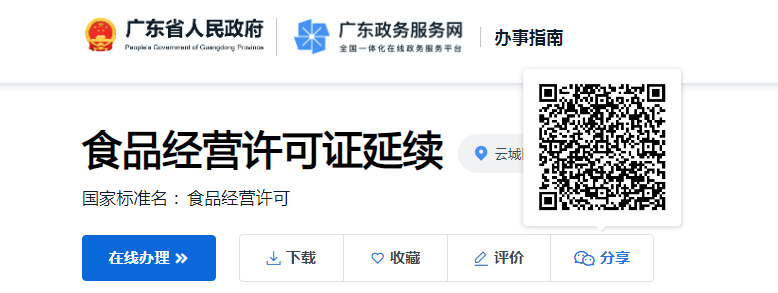 广东省人民政府
People's Government of Guangdong Province
广东政务服务网
全国一体化在线政务服务平台
办事指南
食品经营许可证延续
云城
国家标准名：食品经营许可
在线办理
下载
收藏
评价
分享